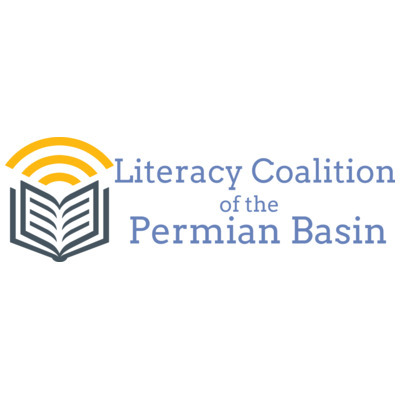 Literacy Coalition
of the
Permian Basin